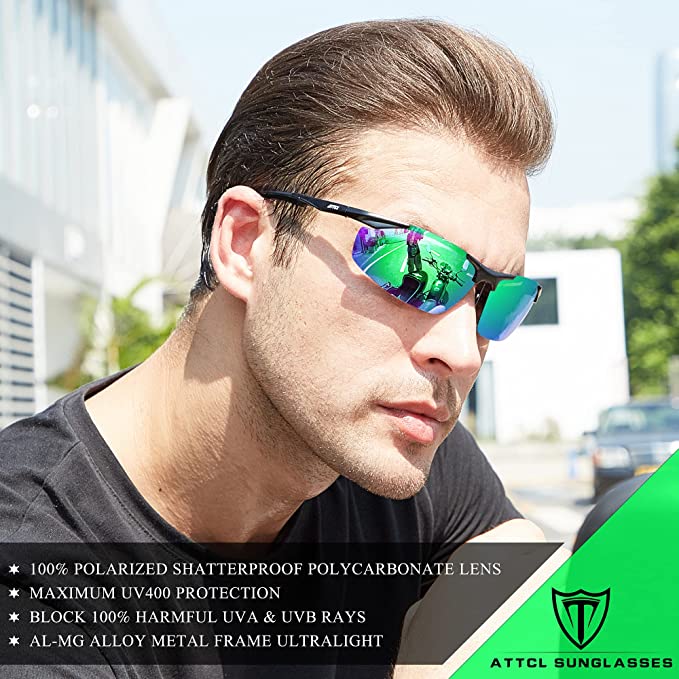 ATTCL
100% POLARIZED SHATTERPROOF POLYCARBONATE LENS
MAXIMUM UV400 PROTECTION
BLOCK 100% HARMFUL UVA & UVB RAYS
AL-MG ALLOY METAL FRAME ULTRALIGHT
ATTCL SUNGLASSES